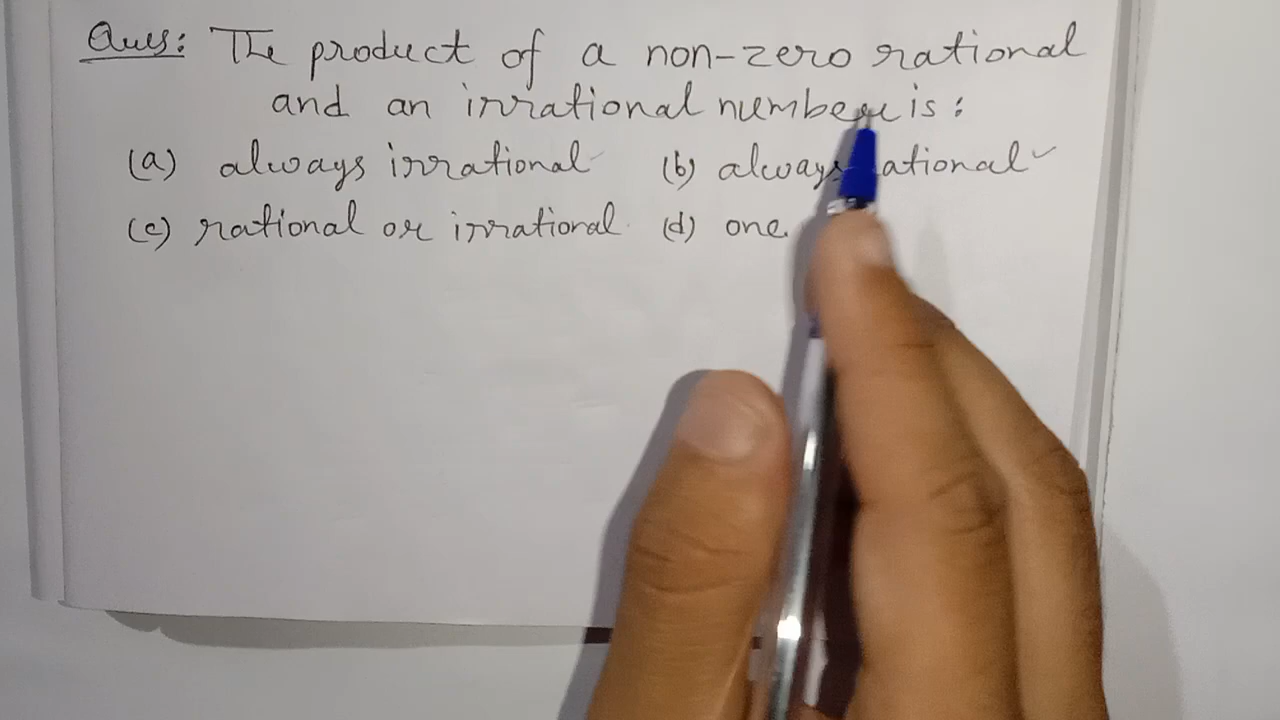 Ques: The product of a non-zero rational
and an irrational number is:
(a) always irrational (b) always rational
(c) rational or irrational (d) one